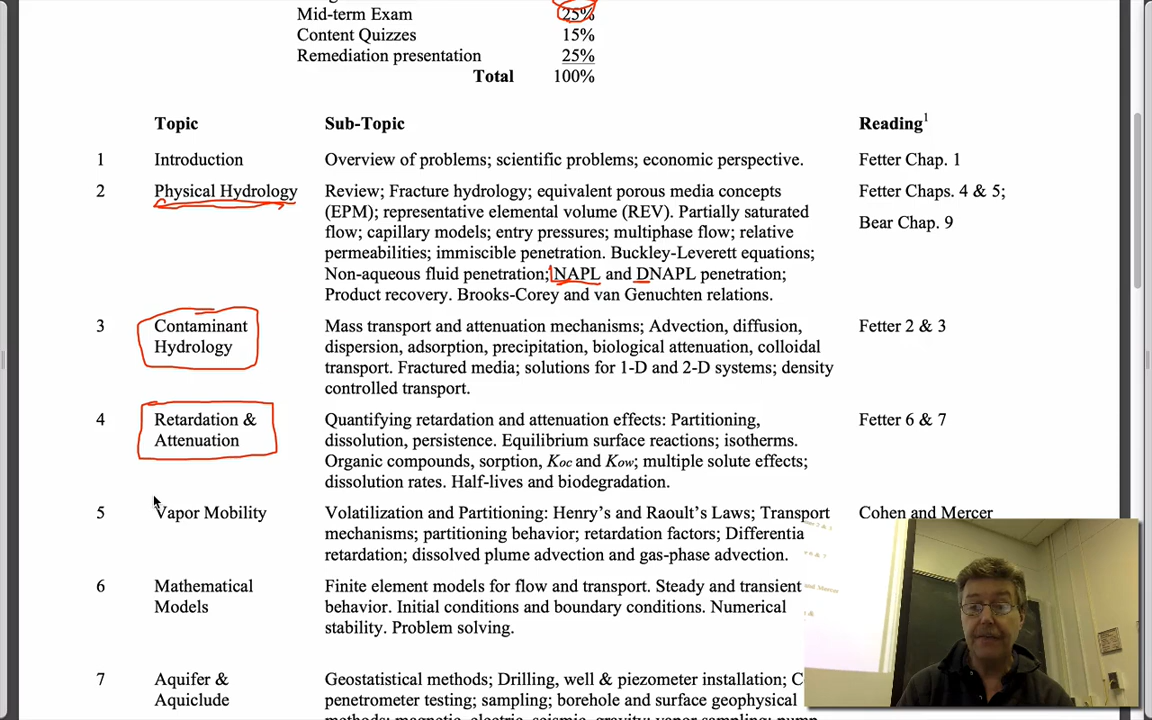 Mid-term Exam 25%
Content Quizzes 15%
Remediation presentation 25%
Total 100%
Topic Sub-Topic Reading1
1 Introduction Overview of problems; scientific problems; economic perspective. Fetter Chap. 1
2 Physical Hydrology Review; Fracture hydrology; equivalent porous media concepts Fetter Chaps. 4 & 5;
(EPM); representative elemental volume (REV). Partially saturated
Bear Chap. 9
flow; capillary models; entry pressures; multiphase flow; relative
permeabilities; immiscible penetration. Buckley-Leverett equations;
Non-aqueous fluid penetration; NAPL and DNAPL penetration;
Product recovery. Brooks-Corey and van Genuchten relations.
3 Contaminant Mass transport and attenuation mechanisms; Advection, diffusion, Fetter 2 & 3
Hydrology dispersion, adsorption, precipitation, biological attenuation, colloidal
transport. Fractured media; solutions for 1-D and 2-D systems; density
controlled transport.
4 Retardation & Quantifying retardation and attenuation effects: Partitioning, Fetter 6 & 7
Attenuation dissolution, persistence. Equilibrium surface reactions; isotherms.
Organic compounds, sorption, Koc and Kow; multiple solute effects;
dissolution rates. Half-lives and biodegradation.
5 Vapor Mobility Volatilization and Partitioning: Henry's and Raoult's Laws; Transport Cohen and Mercer
mechanisms; partitioning behavior; retardation factors; Differentia
retardation; dissolved plume advection and gas-phase advection.
6 Mathematical Finite element models for flow and transport. Steady and transient
Models behavior. Initial conditions and boundary conditions. Numerical
stability. Problem solving.
7 Aquifer & Geostatistical methods; Drilling, well & piezometer installation; C
Aquiclude penetrometer testing; sampling; borehole and surface geophysical
methods: magnetic, electric, seismic, gravity; vapor sampling; pump